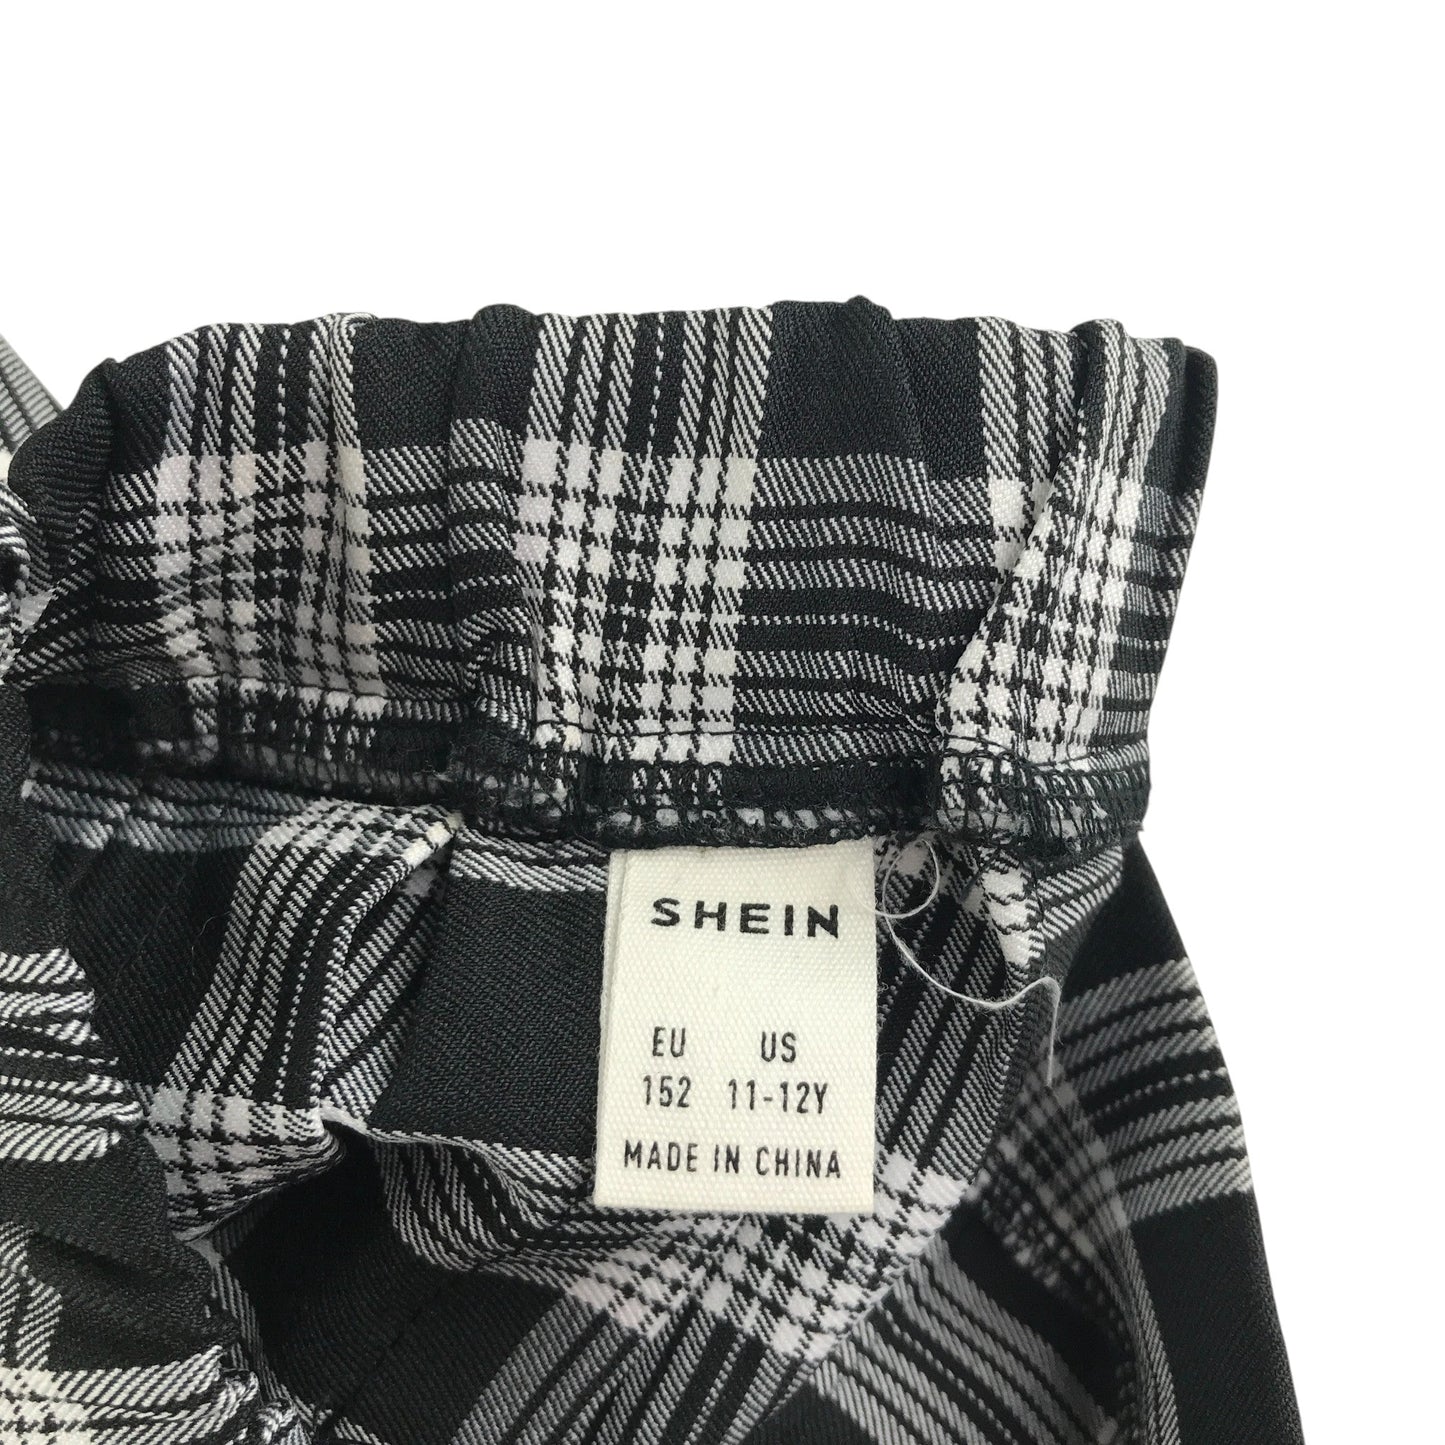 SHEIN
EU US
152 11-12Y
MADE IN CHINA